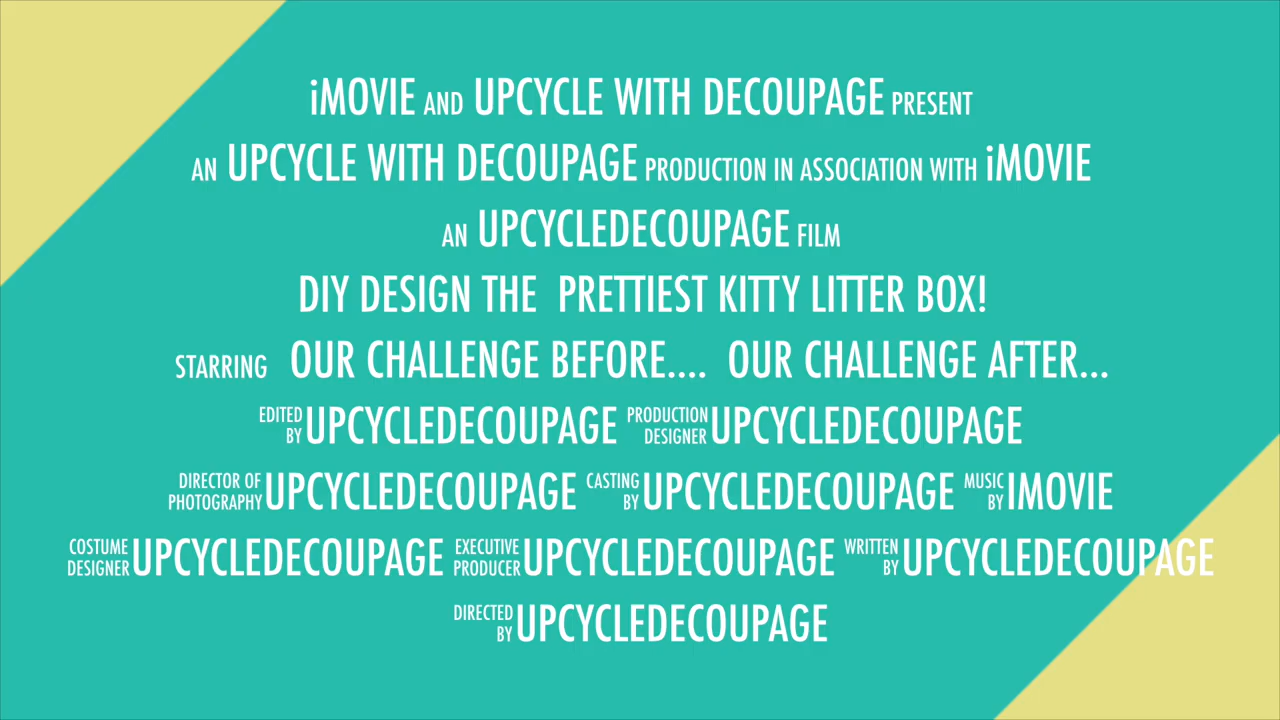 iMOVIE AND UPCYCLE WITH DECOUPAGE PRESENT
AN UPCYCLE WITH DECOUPAGE PRODUCTION IN ASSOCIATION WITH iMOVIE
AN UPCYCLEDECOUPAGE FILM
DIY DESIGN THE PRETTIEST KITTY LITTER BOX!
STARRING OUR CHALLENGE BEFORE.... OUR CHALLENGE AFTER...
EDITED BY UPCYCLEDECOUPAGE PRODUCTION DESIGNER UPCYCLEDECOUPAGE
DIRECTOR OF PHOTOGRAPHY UPCYCLEDECOUPAGE CASTING BY UPCYCLEDECOUPAGE MUSIC BY IMOVIE
COSTUME DESIGNER UPCYCLEDECOUPAGE EXECUTIVE PRODUCER UPCYCLEDECOUPAGE WRITTEN BY UPCYCLEDECOUPAGE
DIRECTED BY UPCYCLEDECOUPAGE